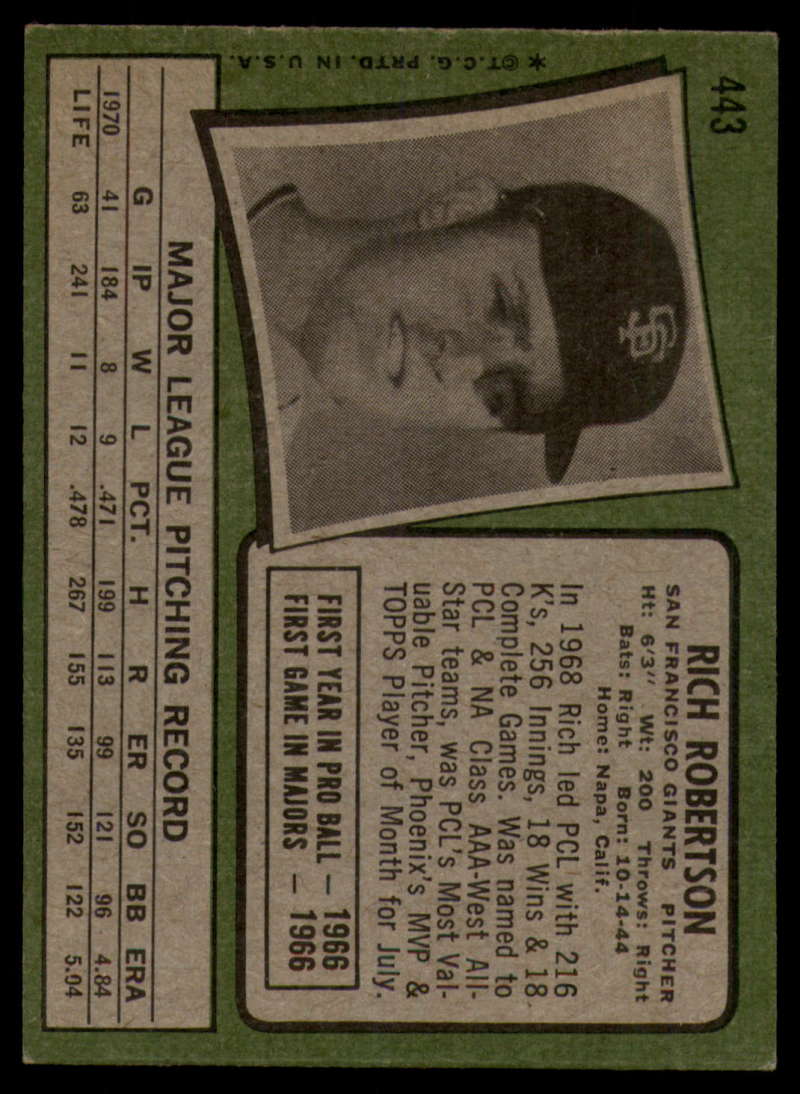 443
* ©T.C.G. PRTD. IN U.S.A.
SF
RICH ROBERTSON
SAN FRANCISCO GIANTS PITCHER
Ht: 6'3" Wt: 200 Throws: Right
Bats: Right Born: 10-14-44
Home: Napa, Calif.
In 1968 Rich led PCL with 216
K's, 256 Innings, 18 Wins & 18
Complete Games. Was named to
PCL & NA Class AAA-West All-
Star teams, was PCL's Most Val-
uable Pitcher, Phoenix's MVP &
TOPPS Player of Month for July.
FIRST YEAR IN PRO BALL — 1966
FIRST GAME IN MAJORS — 1966
MAJOR LEAGUE PITCHING RECORD
G IP W L PCT. H R ER SO BB ERA
1970 41 184 8 9 .471 199 113 99 121 96 4.84
LIFE 63 241 11 12 .478 267 155 135 152 122 5.04